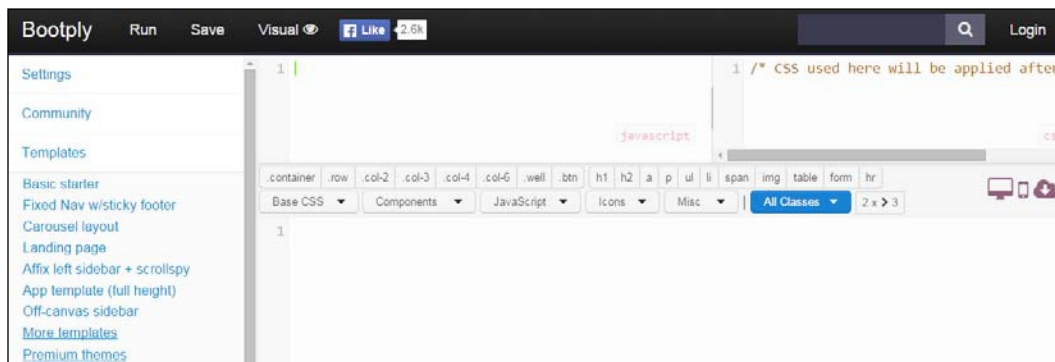 Bootply Run Save Visual Like 2.6k Login
Settings
Community
Templates
Basic starter
Fixed Nav w/sticky footer
Carousel layout
Landing page
Affix left sidebar + scrollspy
App template (full height)
Off-canvas sidebar
More templates
Premium themes
1
javascript
1 /* CSS used here will be applied after
.container .row .col-2 .col-3 .col-4 .col-6 .well .btn h1 h2 a p ul li span img table form hr
Base CSS Components JavaScript Icons Misc | All Classes 2 x > 3
1